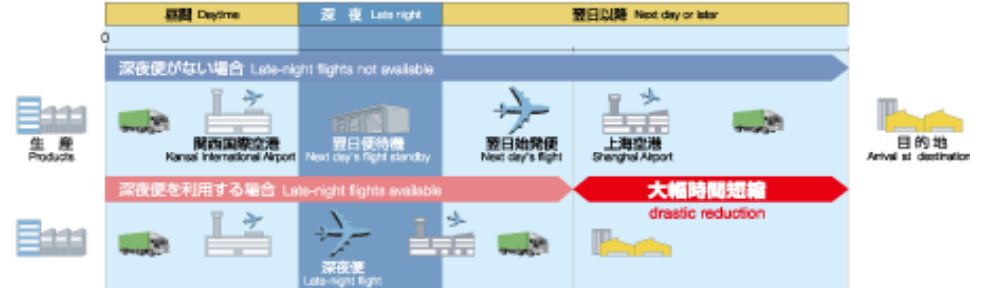 昼間 Daytime
深 夜 Late night
翌日以降 Next day or later
0
深夜便がない場合 Late-night flights not available
生 産
Products
関西国際空港
Kansai International Airport
翌日便待機
Next day's flight standby
翌日始発便
Next day's flight
上海空港
Shanghai Airport
目的地
Arrival at destination
深夜便を利用する場合 Late-night flights available
大幅時間短縮
drastic reduction
深夜便
Late-night flight